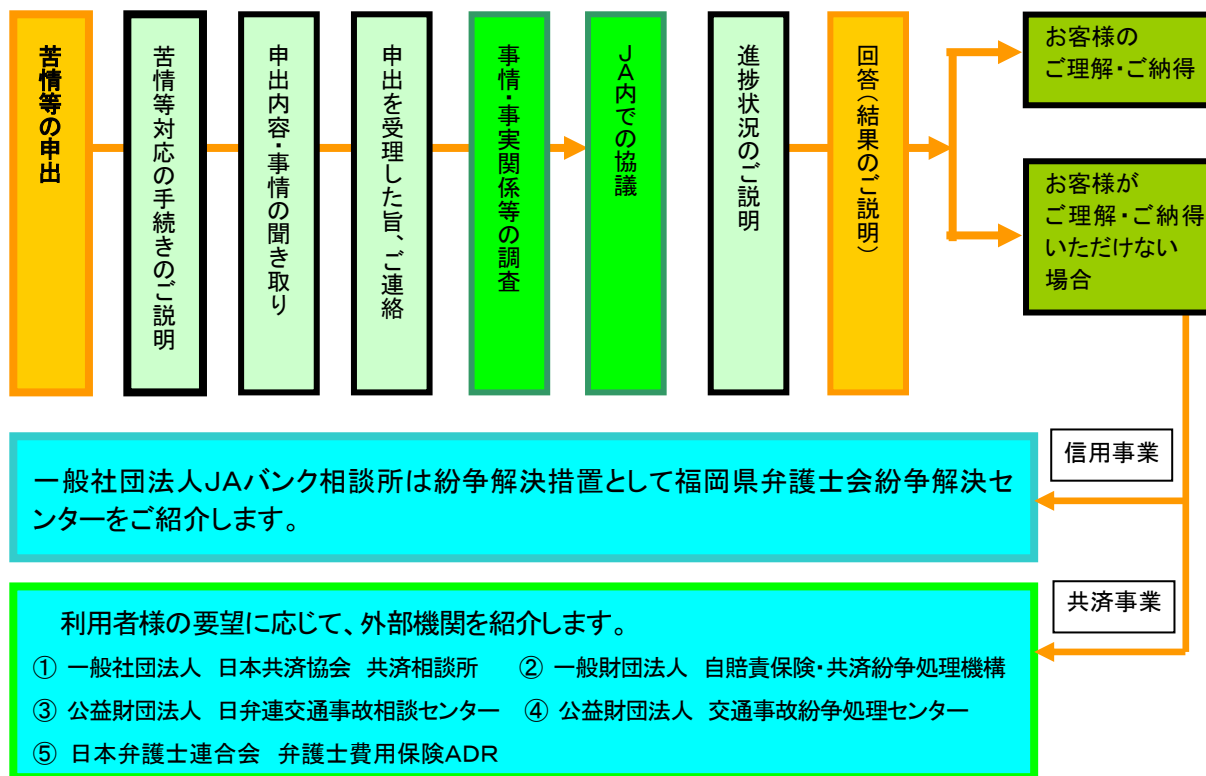 苦情等の申出
苦情等対応の手続きのご説明
申出内容・事情の聞き取り
申出を受理した旨、ご連絡
事情・事実関係等の調査
JA内での協議
進捗状況のご説明
回答(結果のご説明)
お客様の
ご理解・ご納得
お客様が
ご理解・ご納得
いただけない
場合
信用事業
一般社団法人JAバンク相談所は紛争解決措置として福岡県弁護士会紛争解決セ
ンターをご紹介します。
共済事業
利用者様の要望に応じて、外部機関を紹介します。
① 一般社団法人 日本共済協会 共済相談所 ② 一般財団法人 自賠責保険・共済紛争処理機構
③ 公益財団法人 日弁連交通事故相談センター ④ 公益財団法人 交通事故紛争処理センター
⑤ 日本弁護士連合会 弁護士費用保険ADR